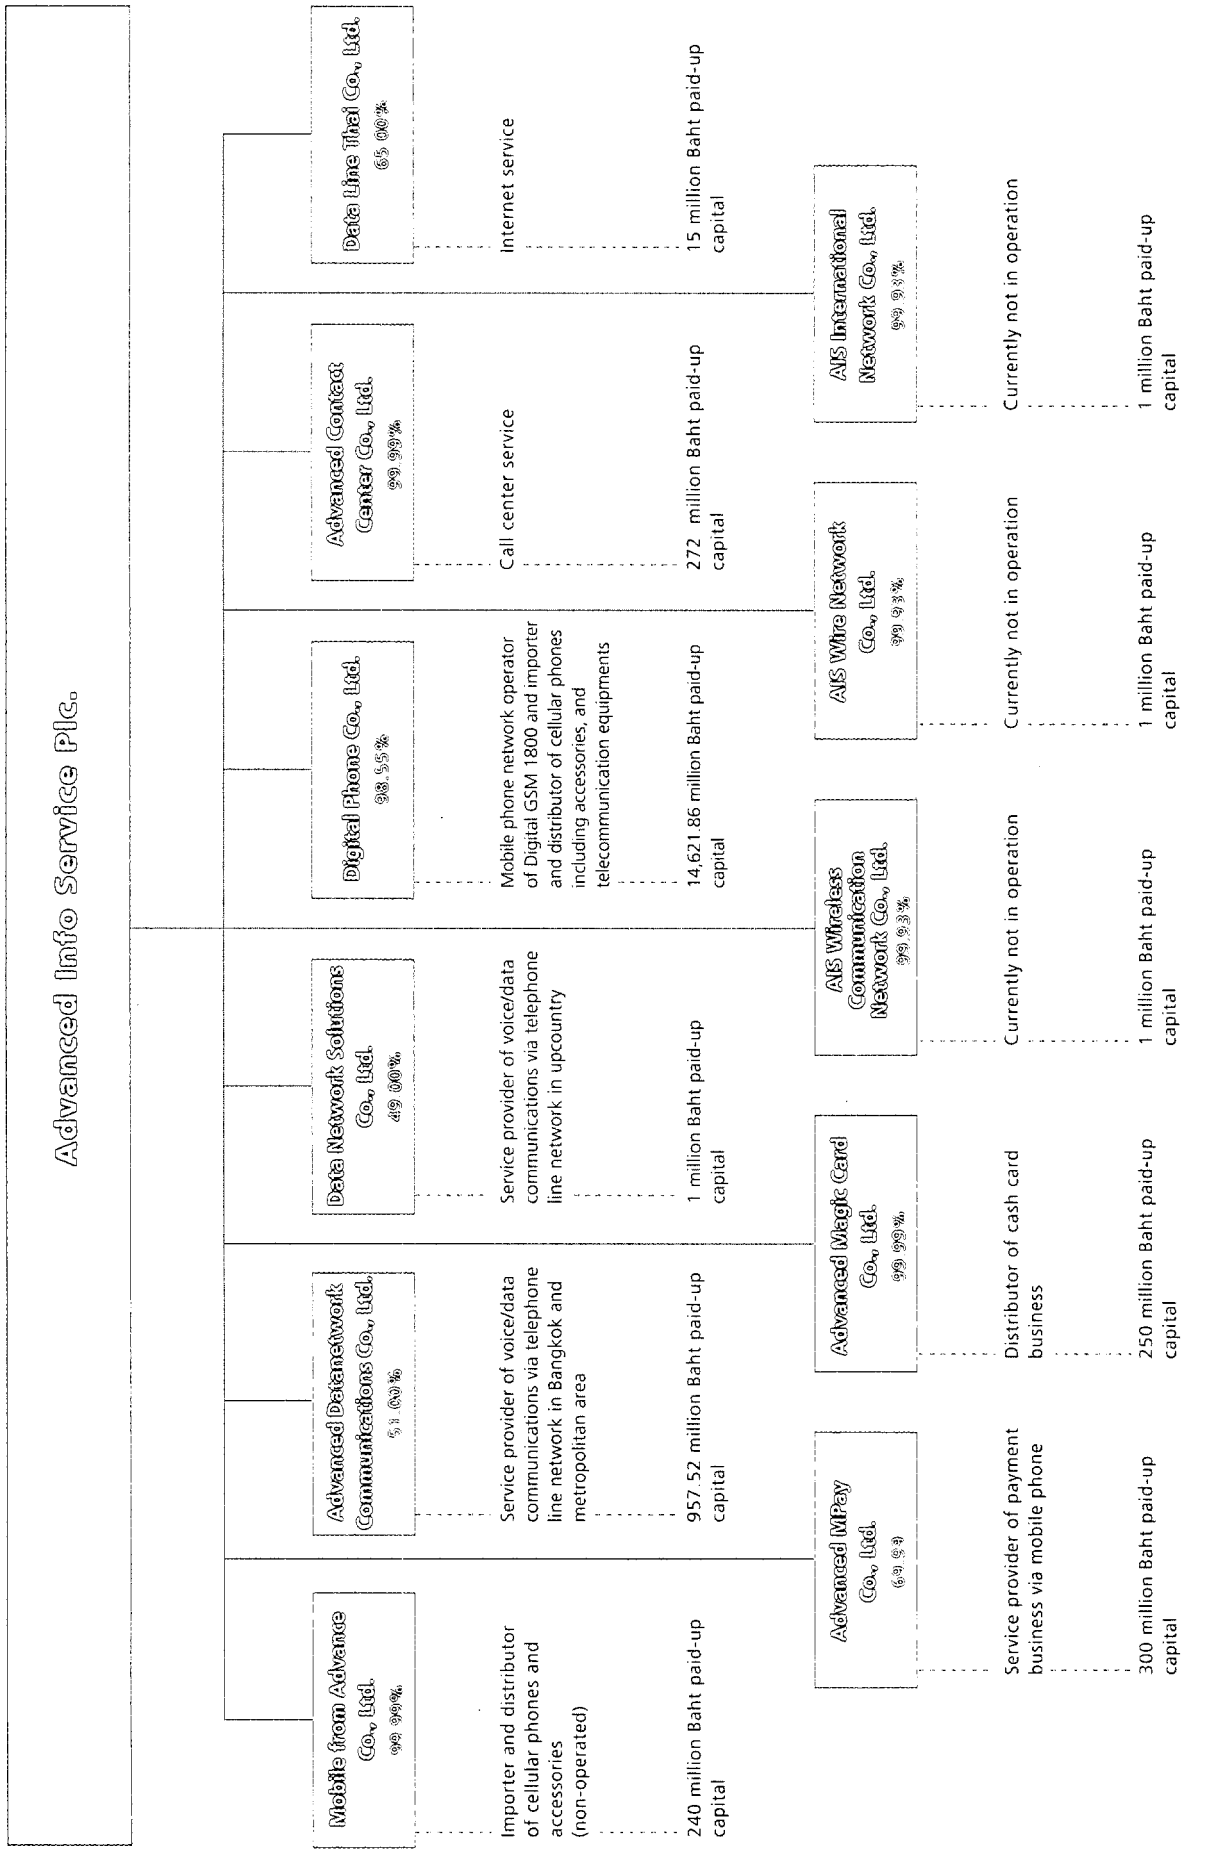 Advanced Info Service Plc.
Mobile from Advance
Co., Ltd.
99.99%
Importer and distributor
of cellular phones and
accessories
(non-operated)
240 million Baht paid-up
capital
Advanced Datanetwork
Communications Co., Ltd.
51.00%
Service provider of voice/data
communications via telephone
line network in Bangkok and
metropolitan area
957.52 million Baht paid-up
capital
Data Network Solutions
Co., Ltd.
49.00%
Service provider of voice/data
communications via telephone
line network in upcountry
1 million Baht paid-up
capital
Digital Phone Co., Ltd.
98.55%
Mobile phone network operator
of Digital GSM 1800 and importer
and distributor of cellular phones
including accessories, and
telecommunication equipments
14,621.86 million Baht paid-up
capital
Advanced Contact
Center Co., Ltd.
99.99%
Call center service
272 million Baht paid-up
capital
Data Line Thai Co., Ltd.
65.00%
Internet service
15 million Baht paid-up
capital
Advanced MPay
Co., Ltd.
Service provider of payment
business via mobile phone
300 million Baht paid-up
capital
Advanced Magic Card
Co., Ltd.
99.99%
Distributor of cash card
business
250 million Baht paid-up
capital
AIS Wireless
Communication
Network Co., Ltd.
99.93%
Currently not in operation
1 million Baht paid-up
capital
AIS Wire Network
Co., Ltd.
99.93%
Currently not in operation
1 million Baht paid-up
capital
AIS International
Network Co., Ltd.
99.93%
Currently not in operation
1 million Baht paid-up
capital